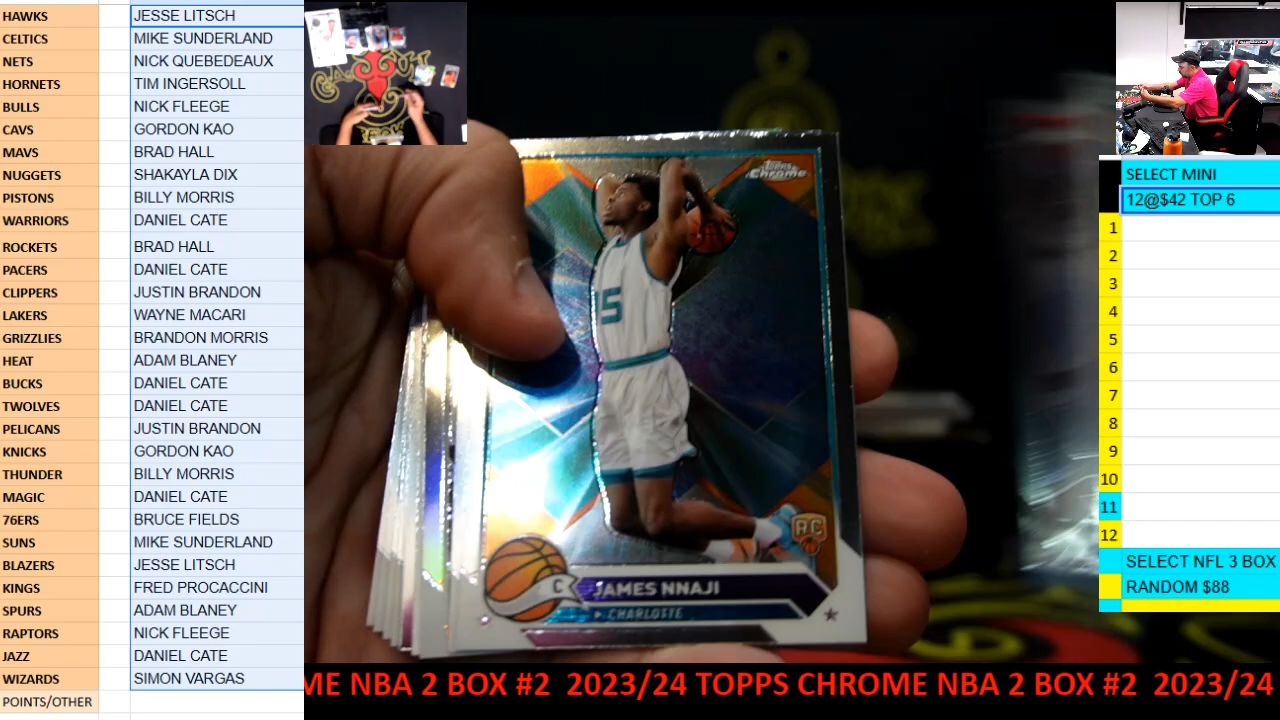 HAWKS JESSE LITSCH
CELTICS MIKE SUNDERLAND
NETS NICK QUEBEDEAUX
HORNETS TIM INGERSOLL
BULLS NICK FLEEGE
CAVS GORDON KAO
MAVS BRAD HALL
NUGGETS SHAKAYLA DIX
PISTONS BILLY MORRIS
WARRIORS DANIEL CATE
ROCKETS BRAD HALL
PACERS DANIEL CATE
CLIPPERS JUSTIN BRANDON
LAKERS WAYNE MACARI
GRIZZLIES BRANDON MORRIS
HEAT ADAM BLANEY
BUCKS DANIEL CATE
TWOLVES DANIEL CATE
PELICANS JUSTIN BRANDON
KNICKS GORDON KAO
THUNDER BILLY MORRIS
MAGIC DANIEL CATE
76ERS BRUCE FIELDS
SUNS MIKE SUNDERLAND
BLAZERS JESSE LITSCH
KINGS FRED PROCACCINI
SPURS ADAM BLANEY
RAPTORS NICK FLEEGE
JAZZ DANIEL CATE
WIZARDS SIMON VARGAS
POINTS/OTHER
Topps
Chrome
15
RC
C JAMES NNAJI
CHARLOTTE
SELECT MINI
12@$42 TOP 6
1
2
3
4
5
6
7
8
9
10
11
12
SELECT NFL 3 BOX
RANDOM $88
ME NBA 2 BOX #2 2023/24 TOPPS CHROME NBA 2 BOX #2 2023/24